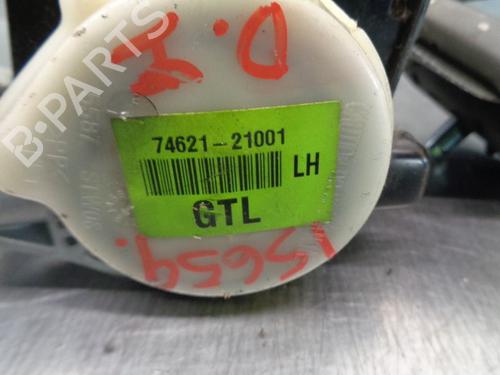 D.
I
B-PARTS
74621-21001
LH
GTL
15659.